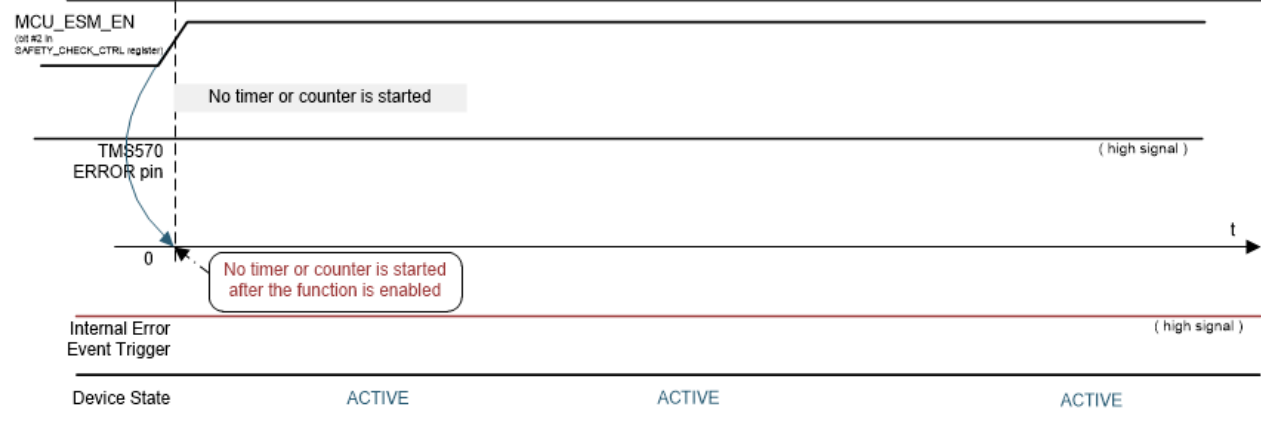 MCU_ESM_EN
(bit #2 in
SAFETY_CHECK_CTRL register)
No timer or counter is started
TMS570
ERROR pin
( high signal )
t
0
No timer or counter is started
after the function is enabled
Internal Error
Event Trigger
( high signal )
Device State
ACTIVE
ACTIVE
ACTIVE